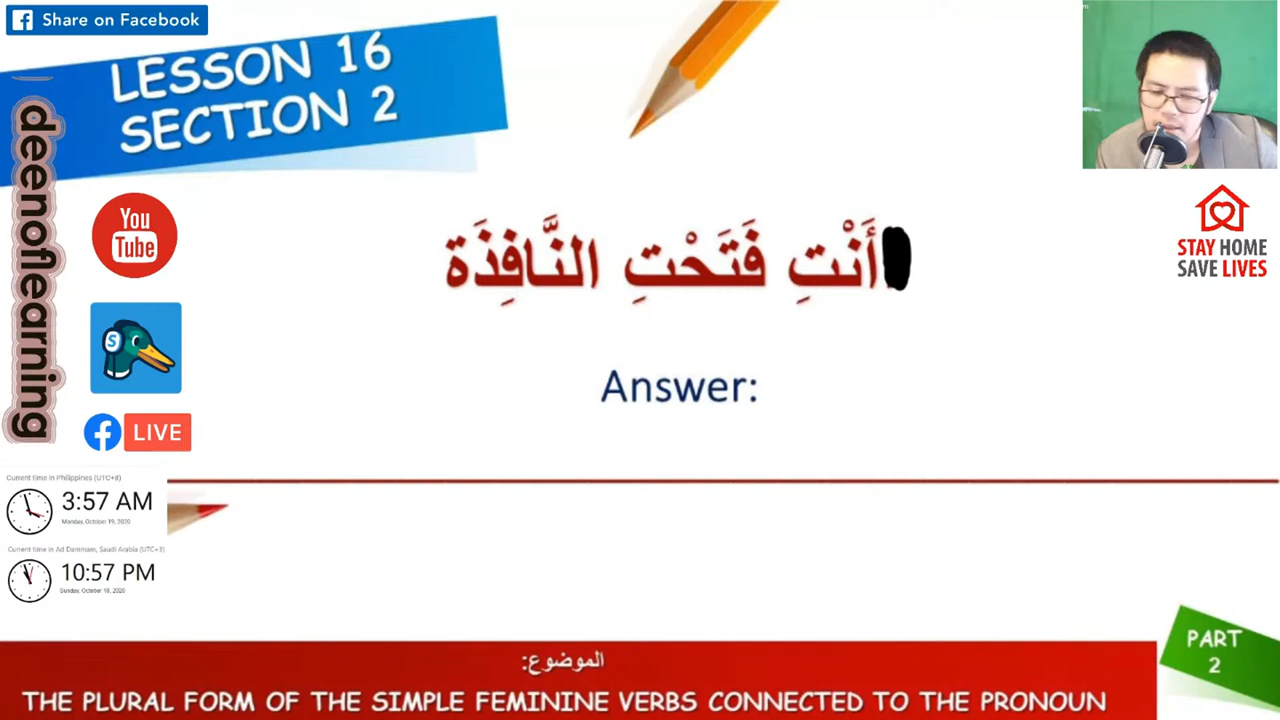 Share on Facebook
LESSON 16
SECTION 2
deenoflearning
You
Tube
S
LIVE
STAY HOME
SAVE LIVES
أَنْتِ فَتَحْتِ النَّافِذَة
Answer:
Current time in Philippines (UTC+8)
3:57 AM
Monday, October 19, 2020
Current time in Ad Dammam, Saudi Arabia (UTC+3)
10:57 PM
Sunday, October 18, 2020
PART
2
الموضوع:
THE PLURAL FORM OF THE SIMPLE FEMININE VERBS CONNECTED TO THE PRONOUN